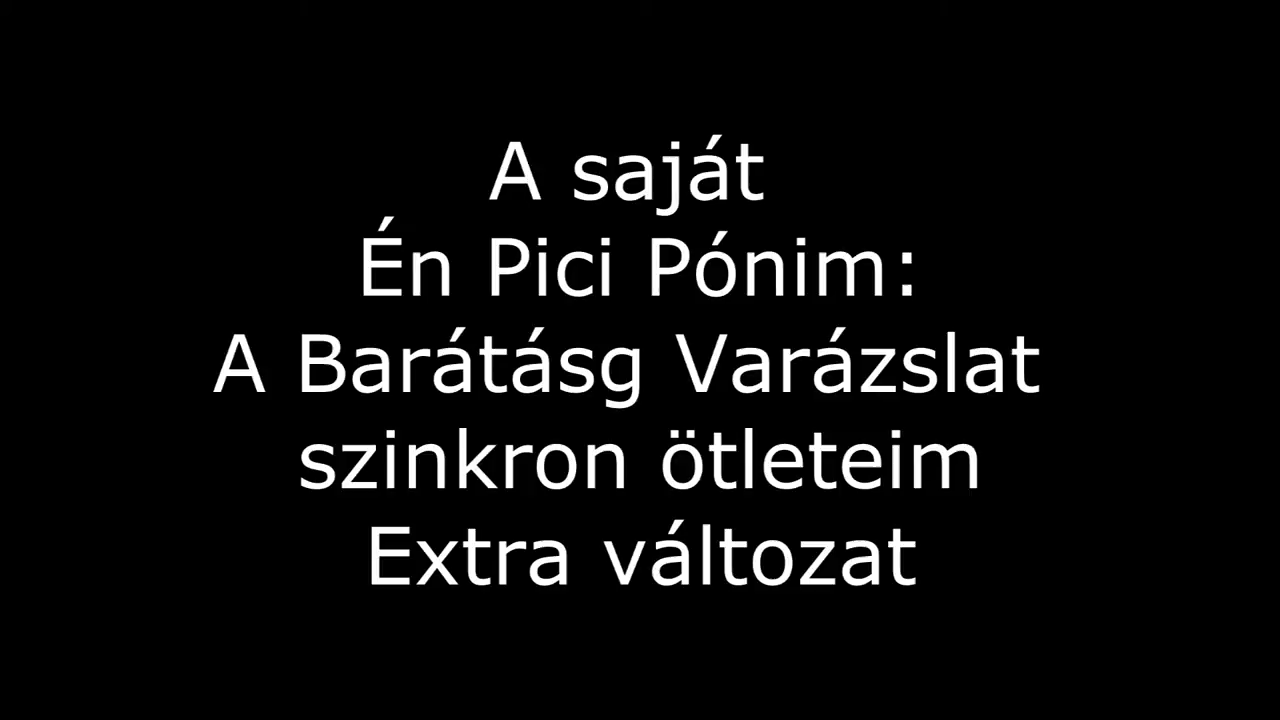 A saját
Én Pici Pónim:
A Barátásg Varázslat
szinkron ötleteim
Extra változat